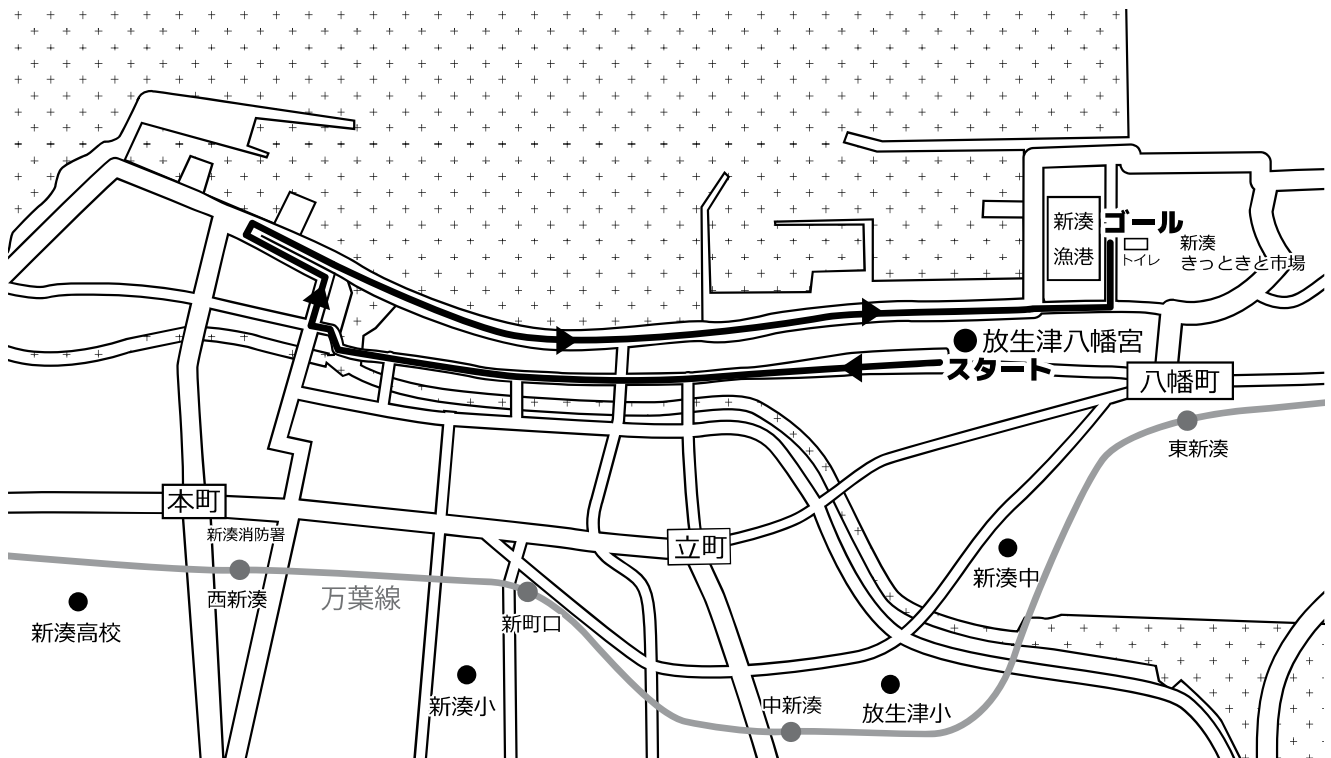 新湊
漁港
ゴール
トイレ
新湊
きっときと市場
放生津八幡宮
スタート
八幡町
東新湊
本町
新湊消防署
立町
西新湊
万葉線
新湊中
新湊高校
新町口
新湊小
中新湊
放生津小